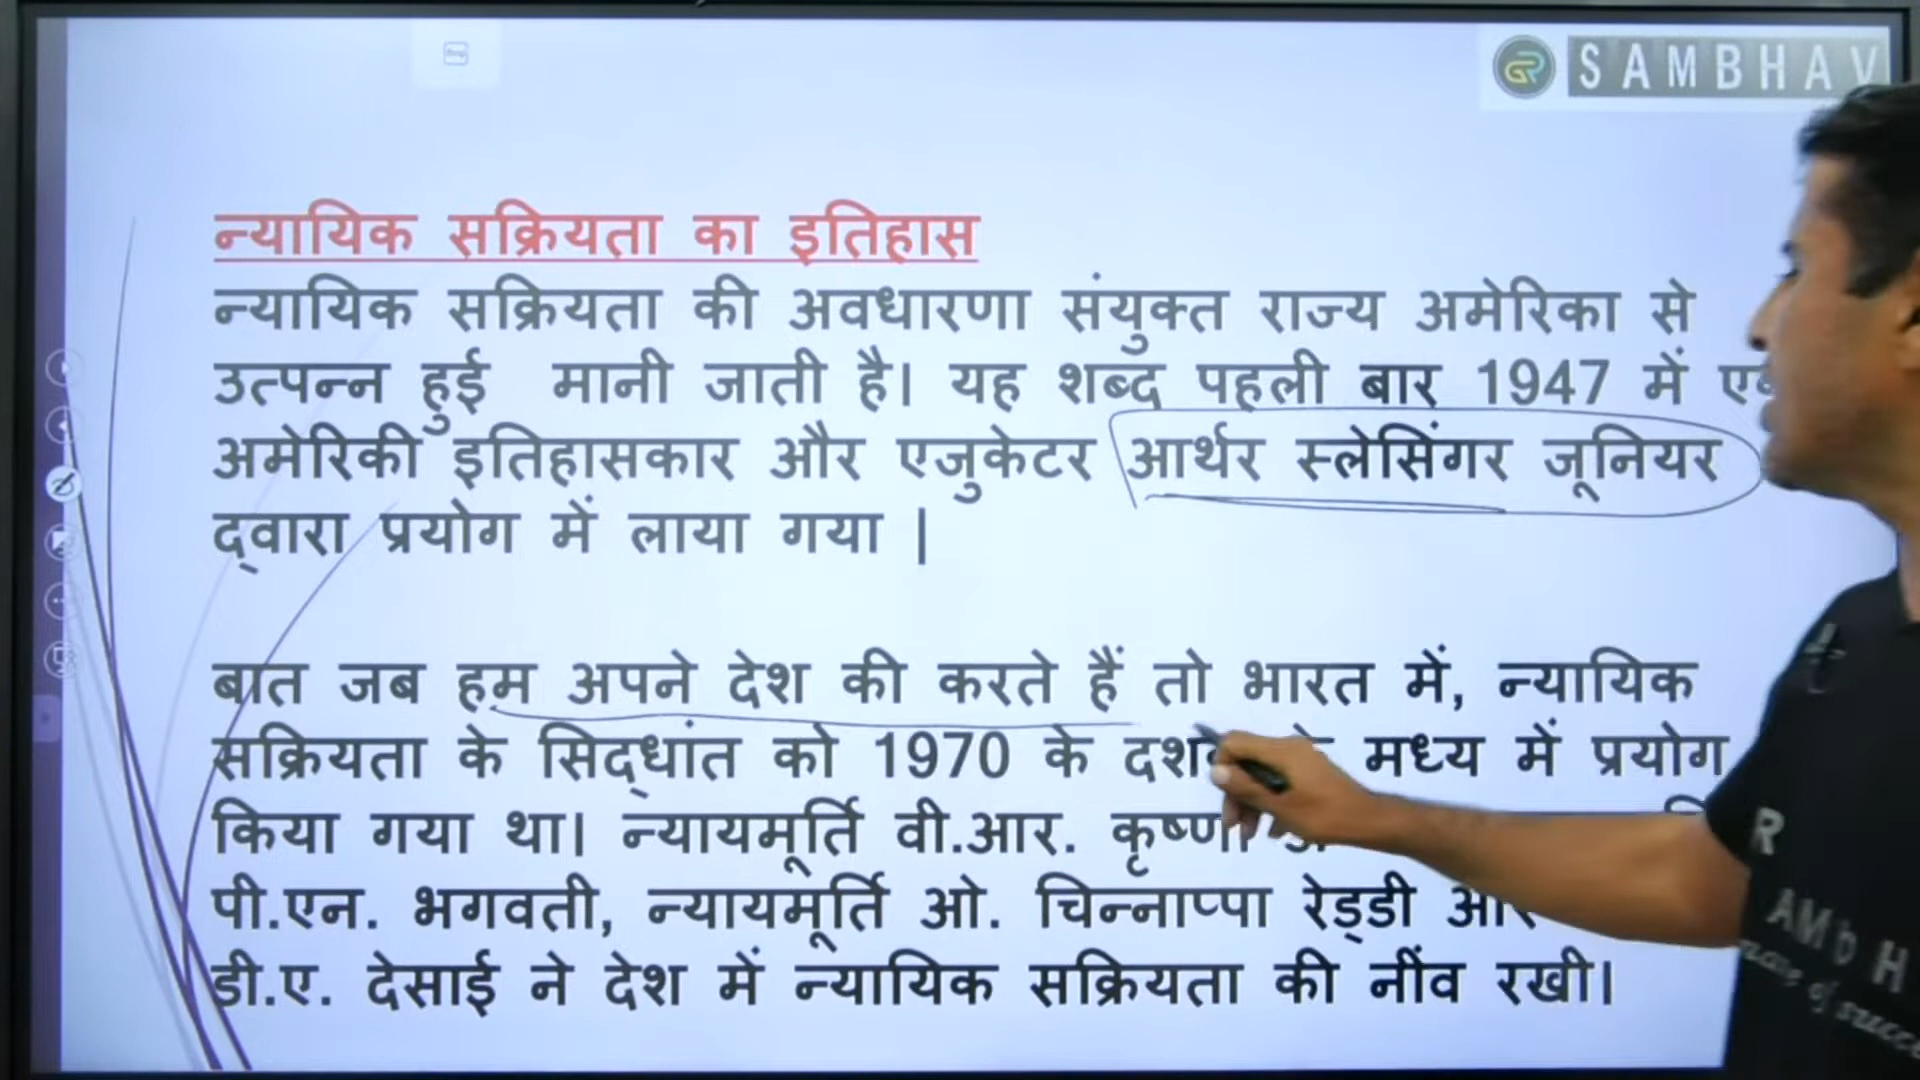 SAMBHAV
न्यायिक सक्रियता का इतिहास
न्यायिक सक्रियता की अवधारणा संयुक्त राज्य अमेरिका से
उत्पन्न हुई मानी जाती है। यह शब्द पहली बार 1947 में
अमेरिकी इतिहासकार और एजुकेटर आर्थर स्लेसिंगर जूनियर
द्वारा प्रयोग में लाया गया |
बात जब हम अपने देश की करते हैं तो भारत में, न्यायिक
सक्रियता के सिद्धांत को 1970 के मध्य में प्रयोग
किया गया था। न्यायमूर्ति वी.आर. कृष्णा
पी.एन. भगवती, न्यायमूर्ति ओ. चिन्नाप्पा रेड्डी और
डी.ए. देसाई ने देश में न्यायिक सक्रियता की नींव रखी।